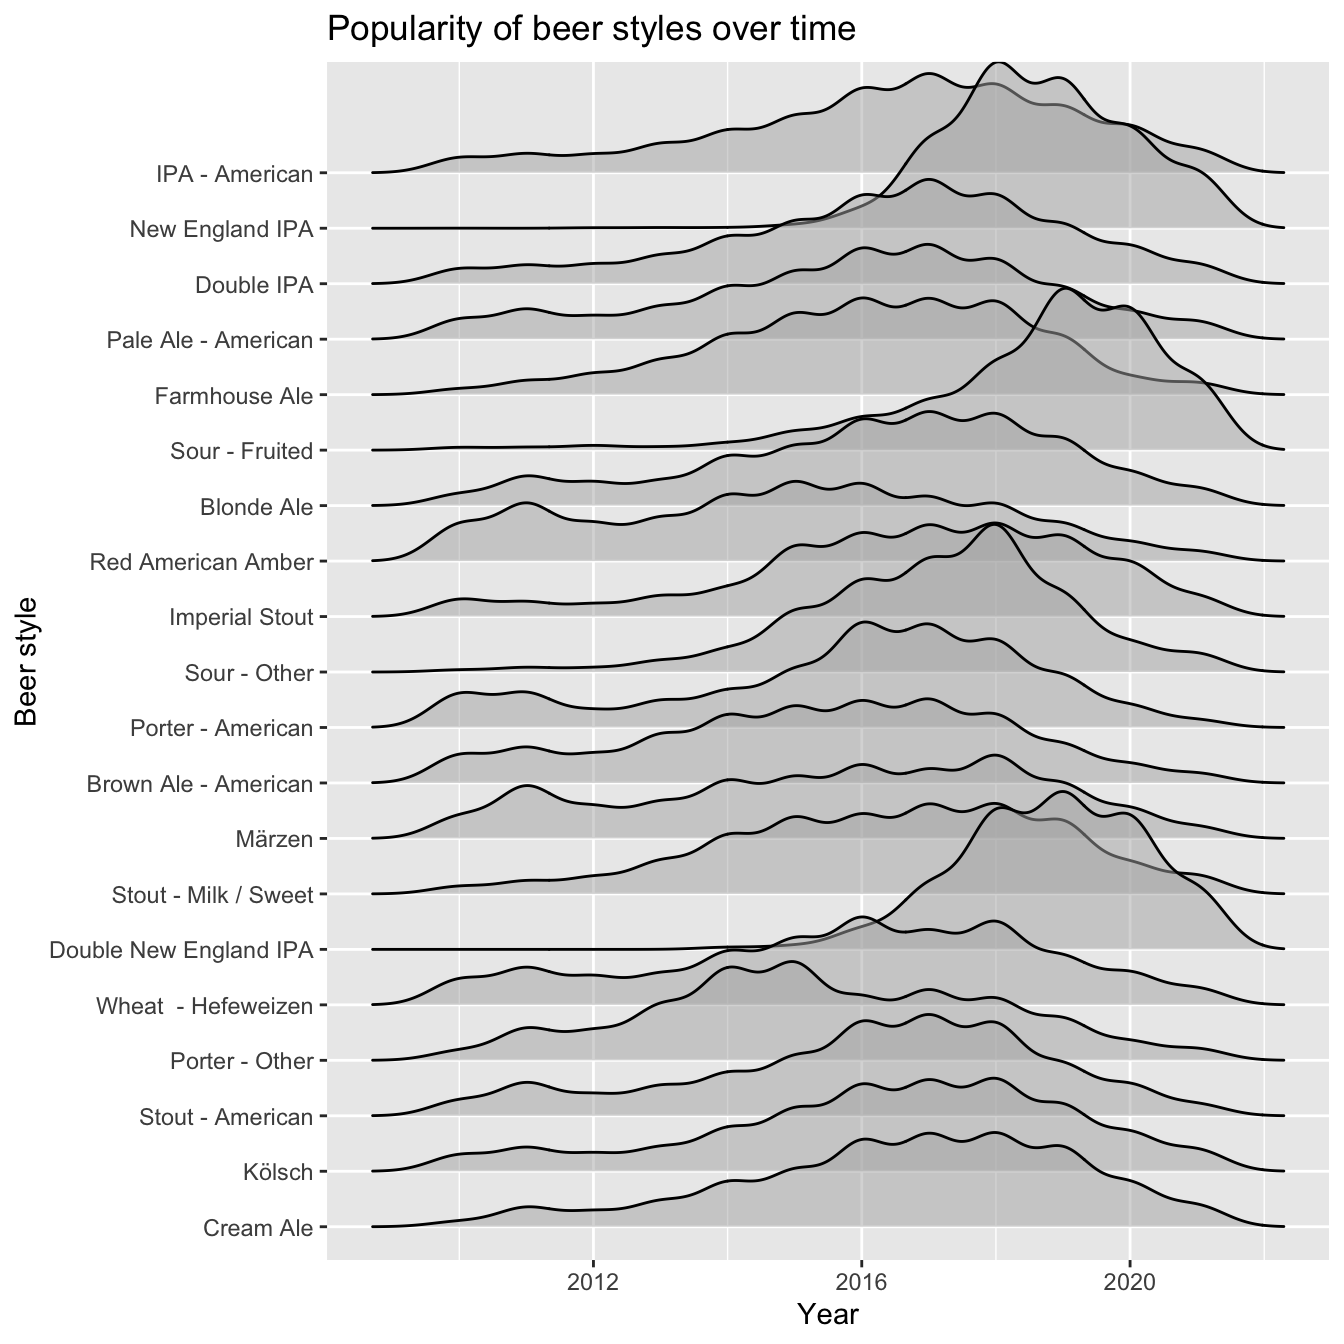 Popularity of beer styles over time
Beer style
IPA - American
New England IPA
Double IPA
Pale Ale - American
Farmhouse Ale
Sour - Fruited
Blonde Ale
Red American Amber
Imperial Stout
Sour - Other
Porter - American
Brown Ale - American
Märzen
Stout - Milk / Sweet
Double New England IPA
Wheat  - Hefeweizen
Porter - Other
Stout - American
Kölsch
Cream Ale
2012 2016 2020
Year